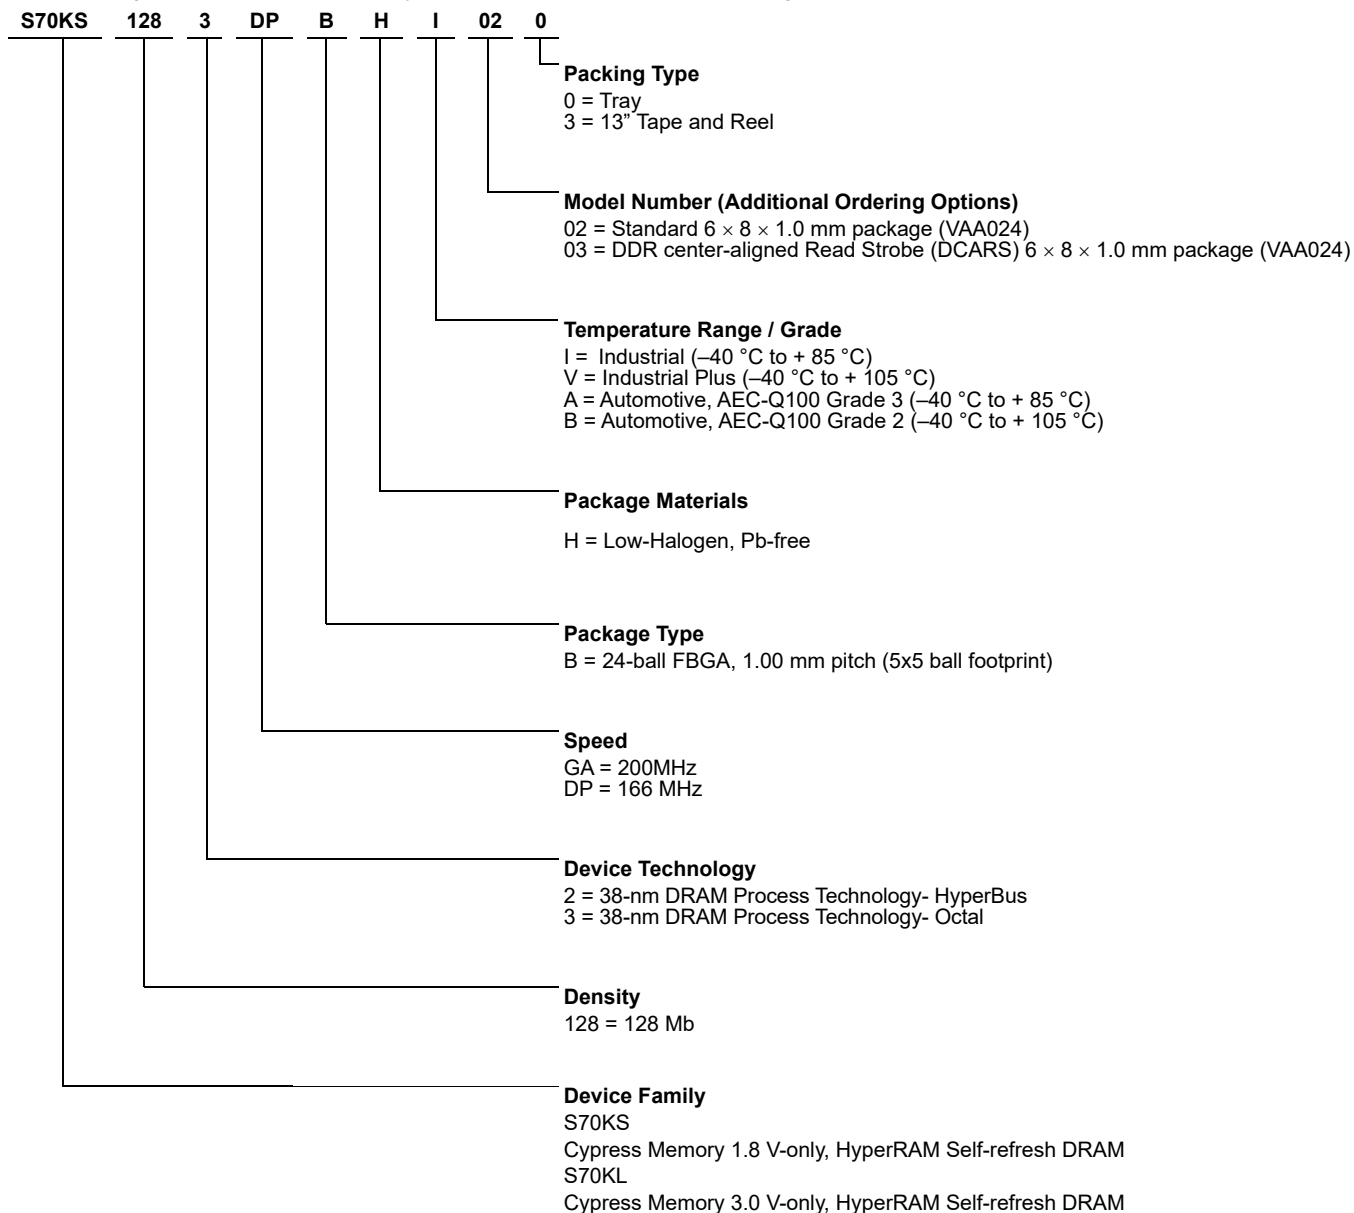 S70KS 128 3 DP B H I 02 0
Packing Type
0 = Tray
3 = 13” Tape and Reel
Model Number (Additional Ordering Options)
02 = Standard 6 × 8 × 1.0 mm package (VAA024)
03 = DDR center-aligned Read Strobe (DCARS) 6 × 8 × 1.0 mm package (VAA024)
Temperature Range / Grade
I = Industrial (–40 °C to + 85 °C)
V = Industrial Plus (–40 °C to + 105 °C)
A = Automotive, AEC-Q100 Grade 3 (–40 °C to + 85 °C)
B = Automotive, AEC-Q100 Grade 2 (–40 °C to + 105 °C)
Package Materials
H = Low-Halogen, Pb-free
Package Type
B = 24-ball FBGA, 1.00 mm pitch (5x5 ball footprint)
Speed
GA = 200MHz
DP = 166 MHz
Device Technology
2 = 38-nm DRAM Process Technology- HyperBus
3 = 38-nm DRAM Process Technology- Octal
Density
128 = 128 Mb
Device Family
S70KS
Cypress Memory 1.8 V-only, HyperRAM Self-refresh DRAM
S70KL
Cypress Memory 3.0 V-only, HyperRAM Self-refresh DRAM